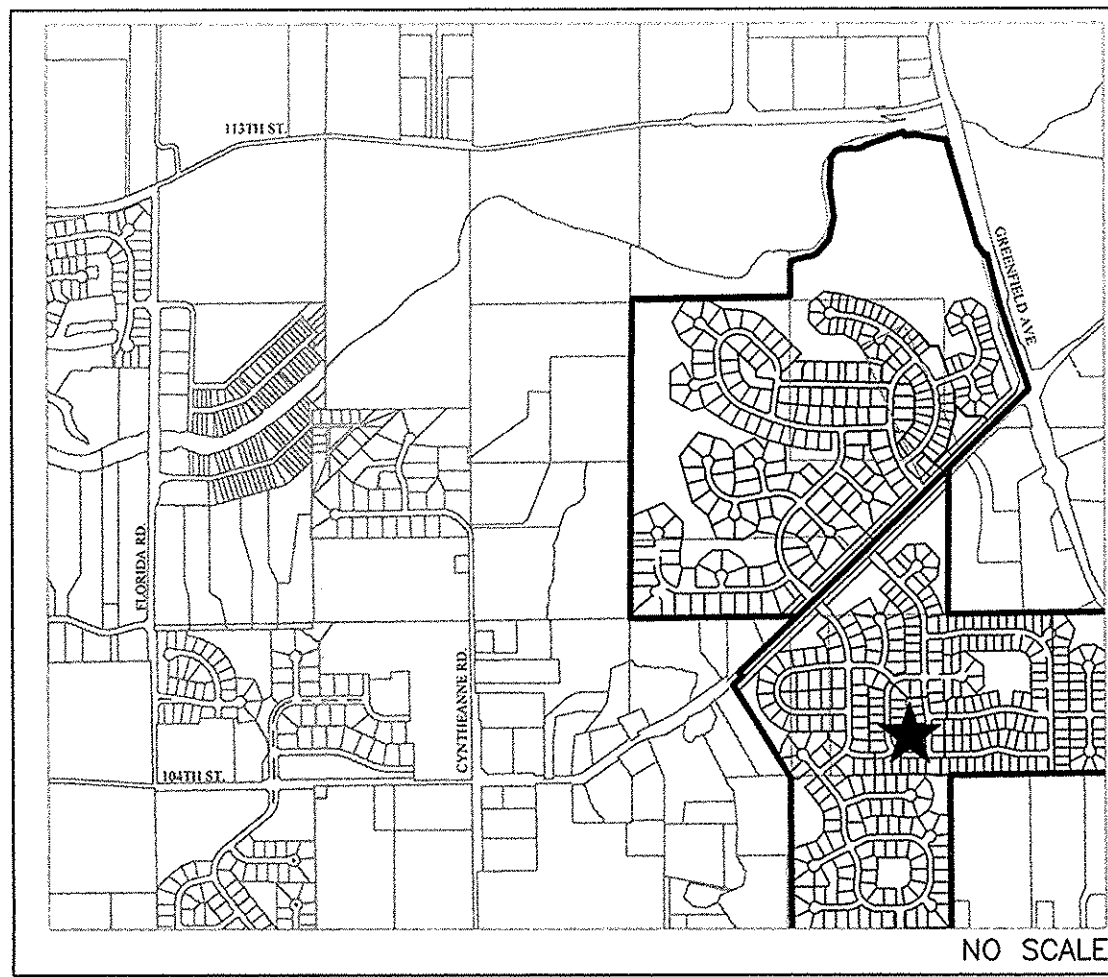 113TH ST.
GREENFIELD AVE
FLORIDA RD.
CYNTHEANNE RD.
104TH ST.
NO SCALE